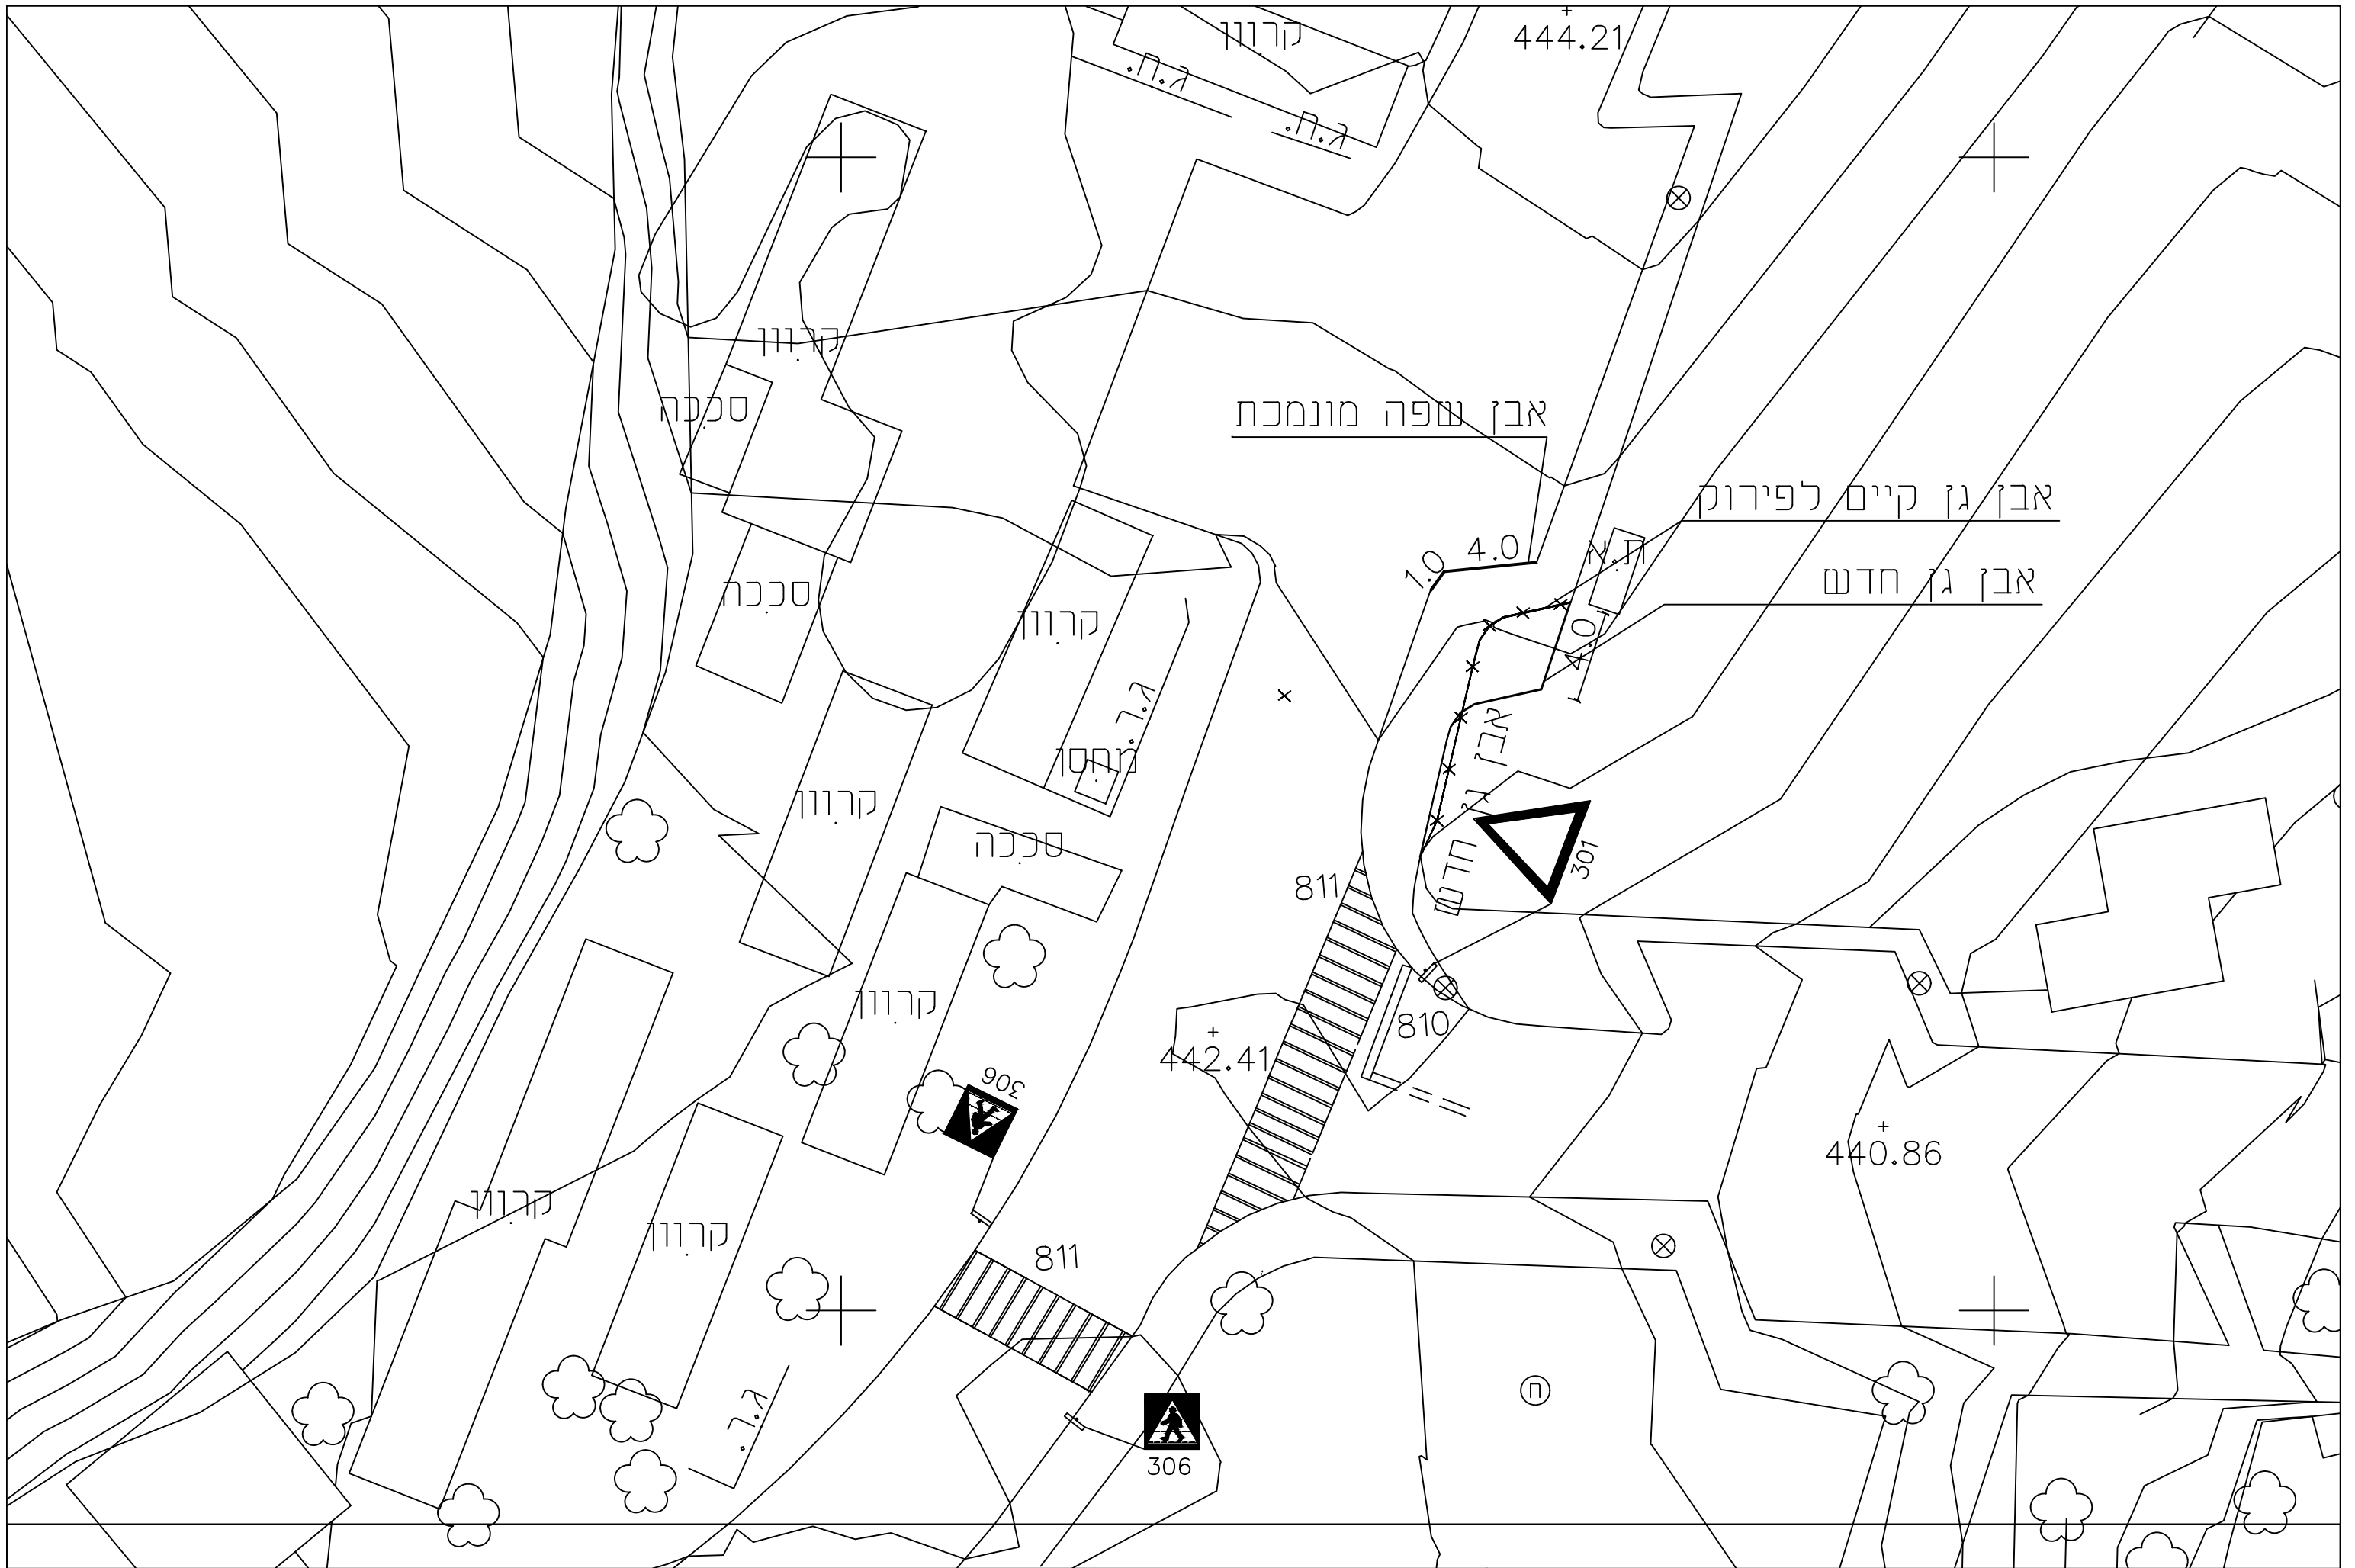 קרוון
444.21
ג.ח.
ג.ח.
קרוון
סככה
אבן שפה מונמכת
אבן גן קיים לפירוק
1.0
4.0
ת.א
אבן גן חדש
סככה
קרוון
4.0
ג.ר.
אבן גן חדש
מחסן
קרוון
סככה
301
811
קרוון
810
442.41
306
440.86
קרוון
קרוון
811
ח
ג.ר.
306